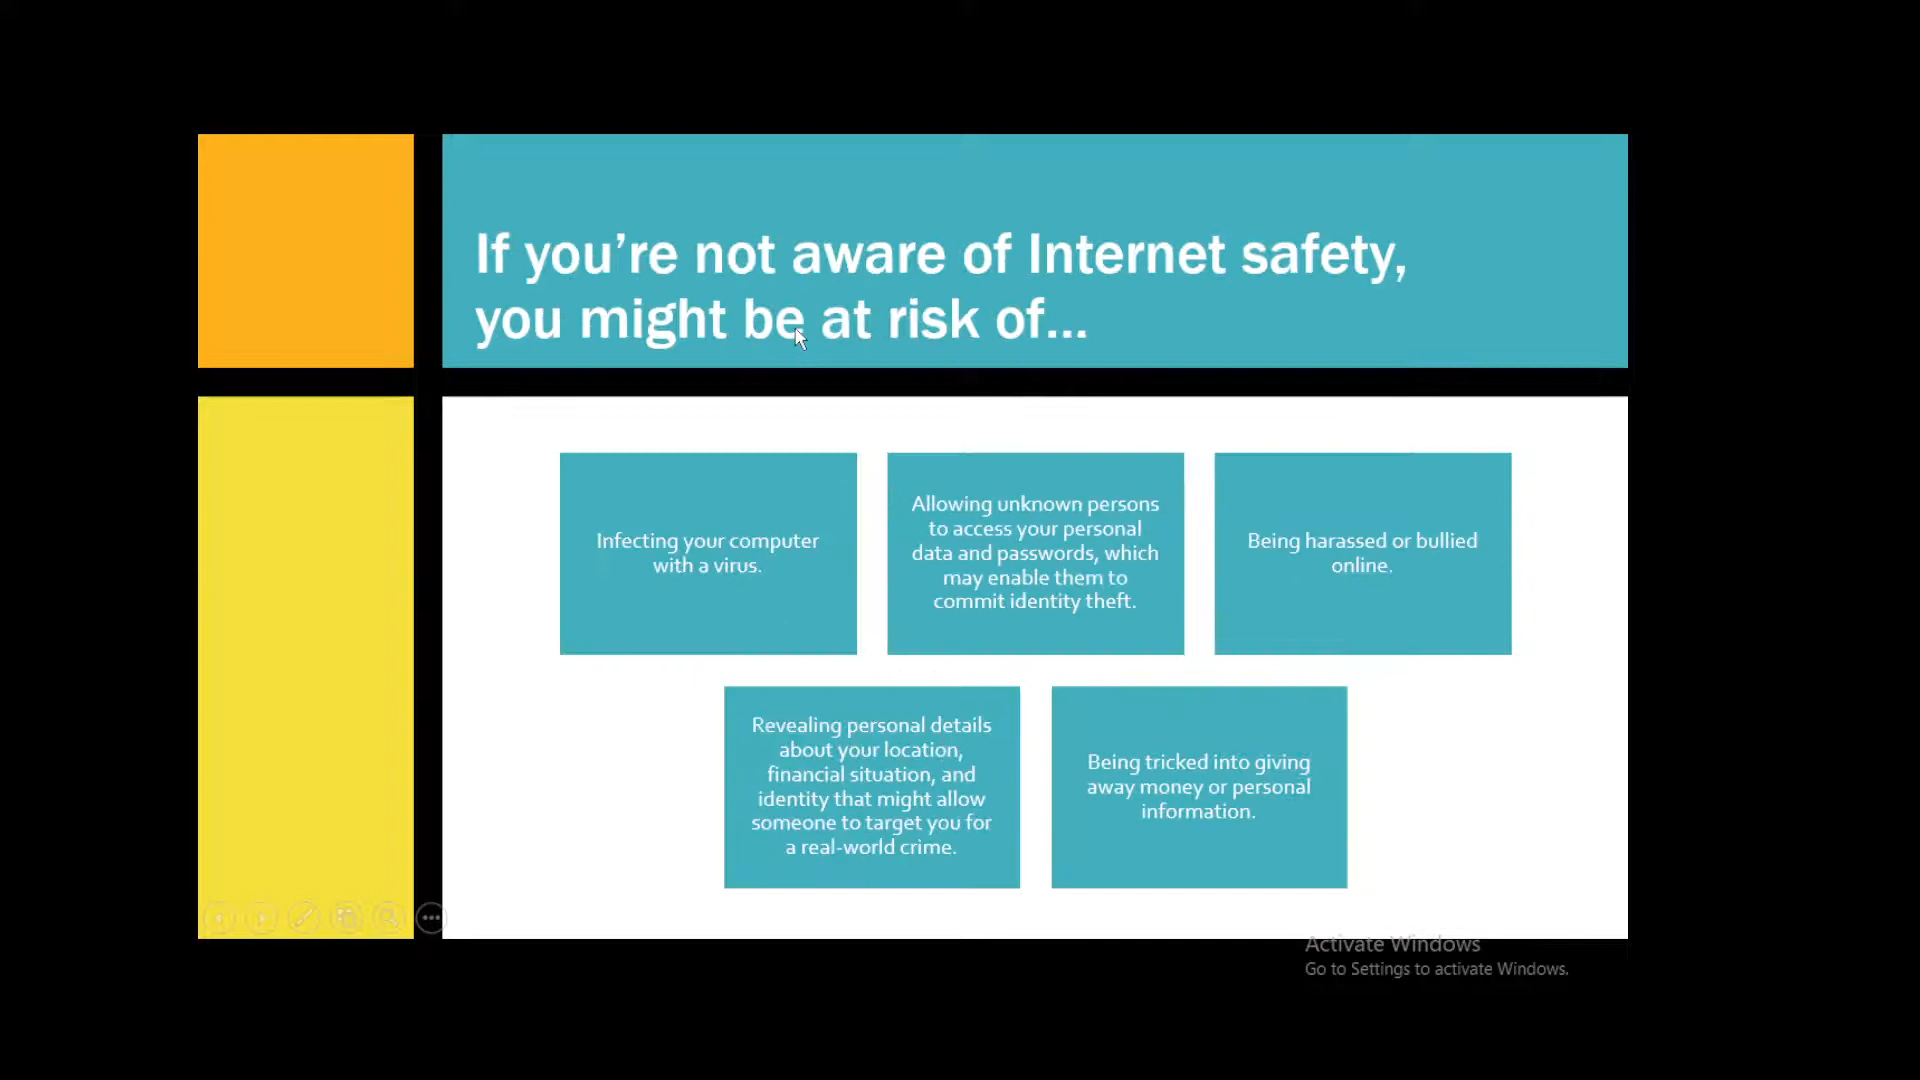 If you’re not aware of Internet safety,
you might be at risk of...
Infecting your computer
with a virus.
Allowing unknown persons
to access your personal
data and passwords, which
may enable them to
commit identity theft.
Being harassed or bullied
online.
Revealing personal details
about your location,
financial situation, and
identity that might allow
someone to target you for
a real-world crime.
Being tricked into giving
away money or personal
information.
Activate Windows
Go to Settings to activate Windows.